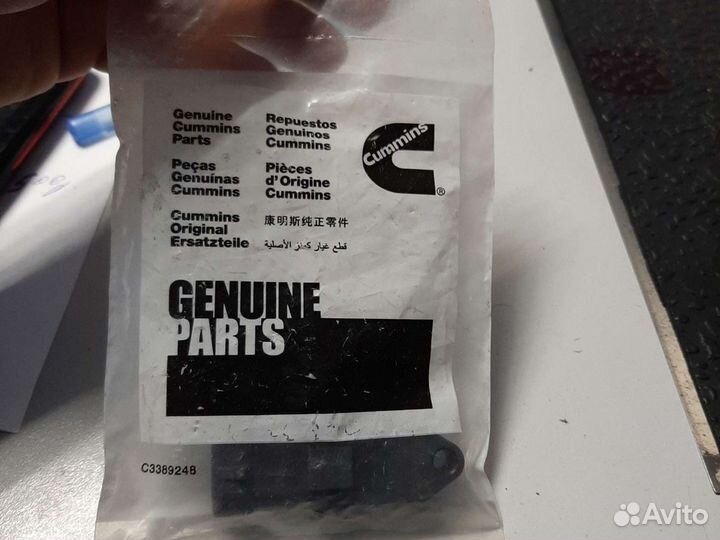 Genuine
Cummins
Parts
Repuestos
Genuinos
Cummins
Peças
Genuínas
Cummins
Pièces
d'Origine
Cummins
Cummins
Original
Ersatzteile
康明斯纯正零件
قطع غيار كمنز الأصلية
Cummins
®
GENUINE
PARTS
C3389248
Avito